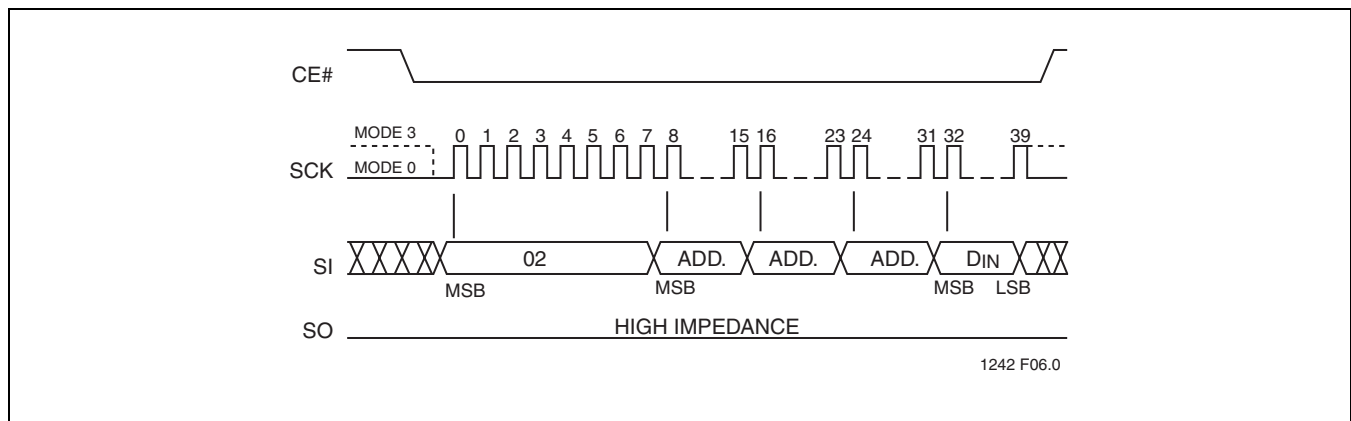 CE#
MODE 3
0 1 2 3 4 5 6 7 8 15 16 23 24 31 32 39
SCK MODE 0
SI 02 ADD. ADD. ADD. DIN
MSB MSB MSB LSB
SO HIGH IMPEDANCE
1242 F06.0